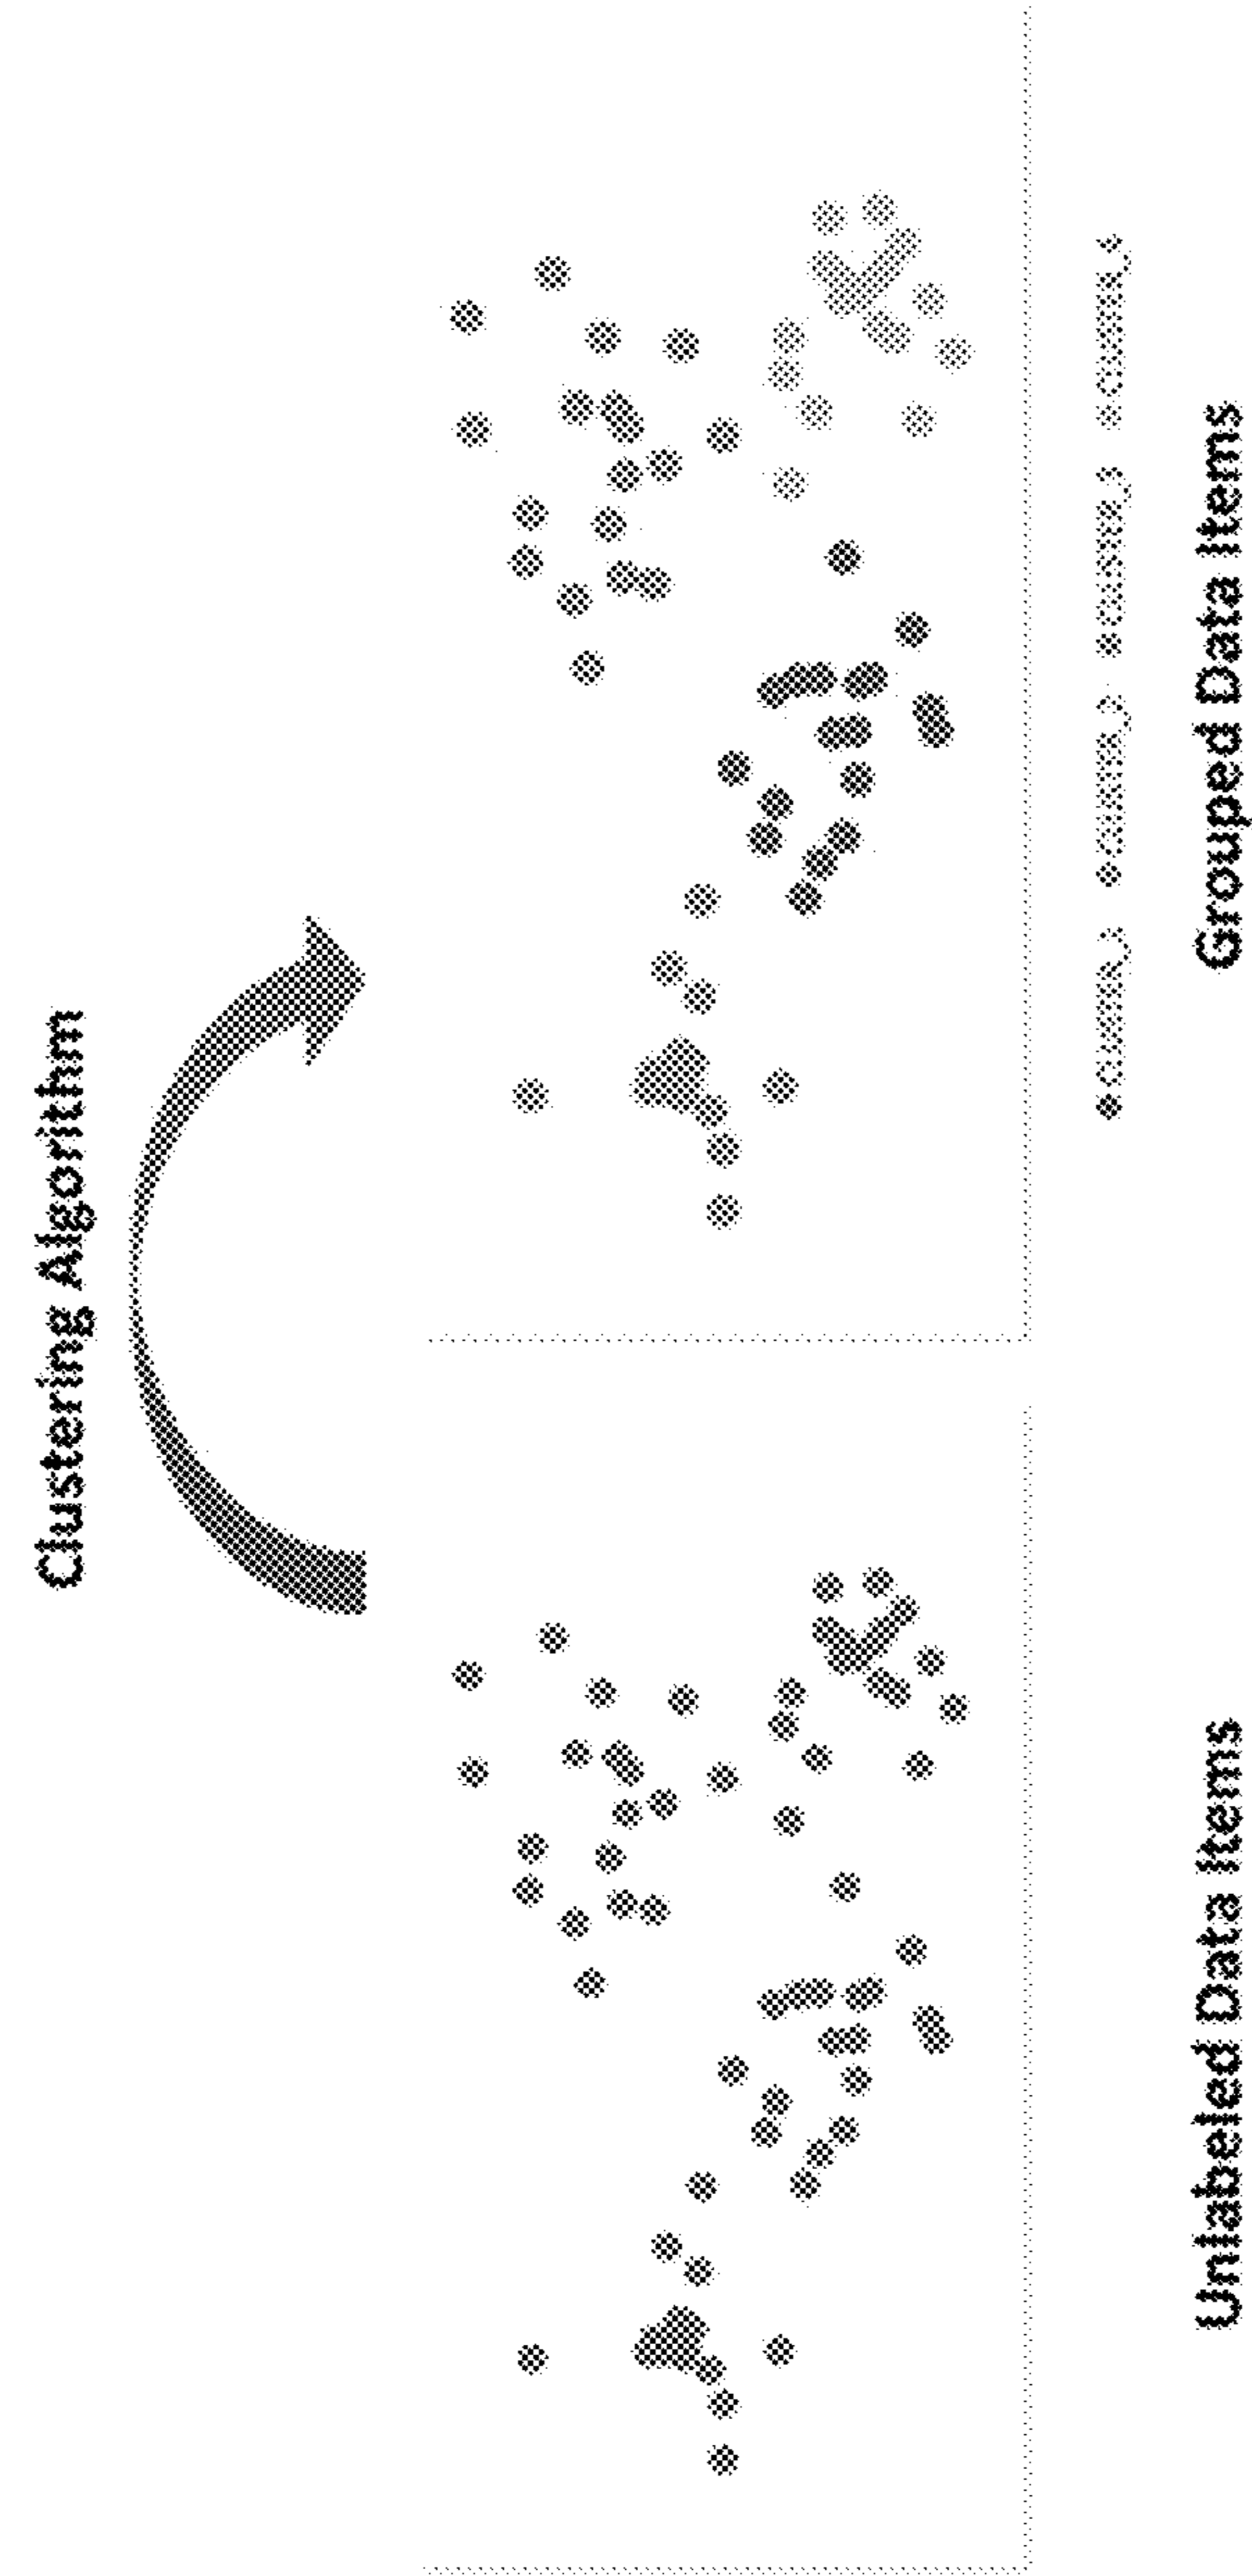 Clustering Algorithm
Unlabeled Data Items
Grouped Data Items